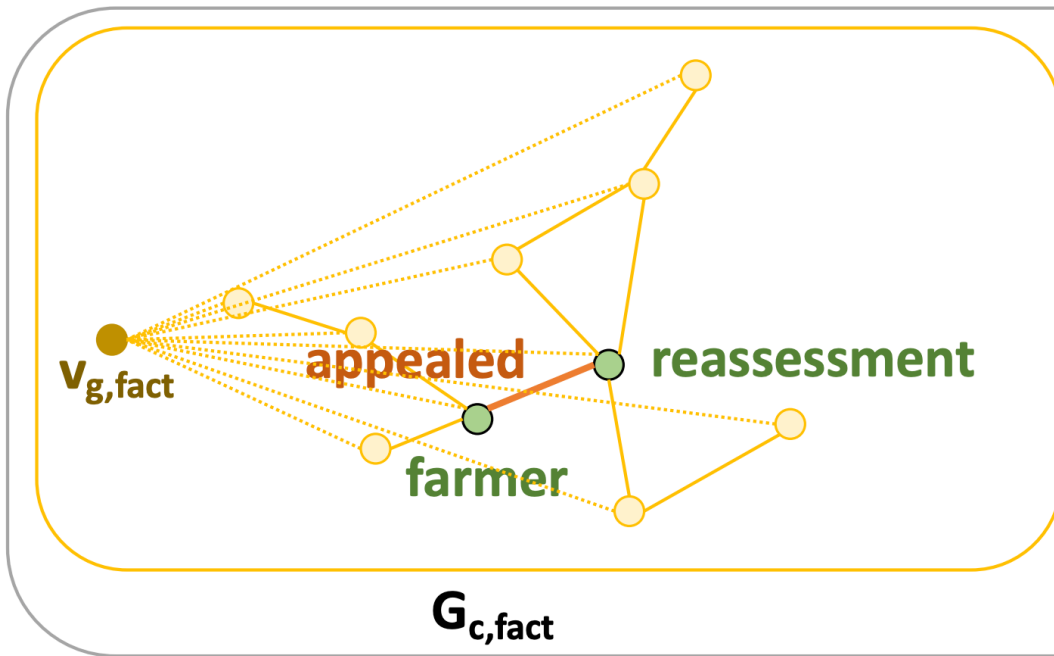 appealed
reassessment
v_g,fact
farmer
G_c,fact